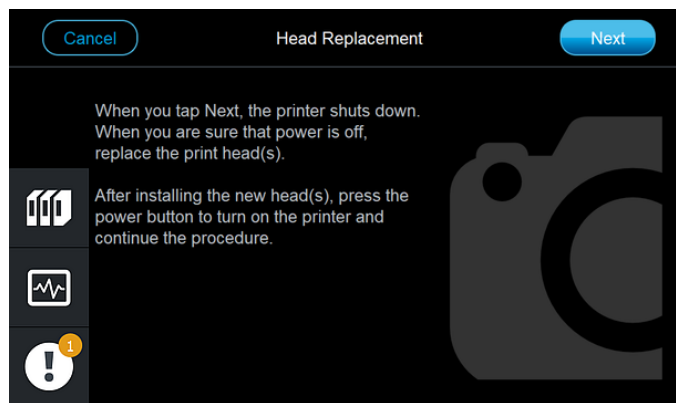 Cancel
Head Replacement
Next
When you tap Next, the printer shuts down.
When you are sure that power is off,
replace the print head(s).
After installing the new head(s), press the
power button to turn on the printer and
continue the procedure.
1